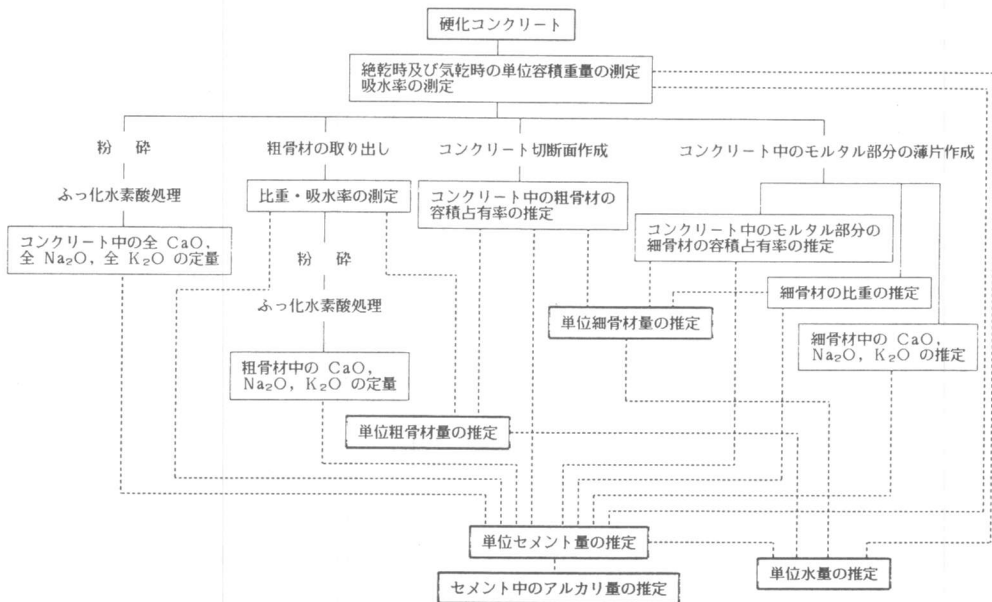 硬化コンクリート
絶乾時及び気乾時の単位容積重量の測定
吸水率の測定
粉　砕
ふっ化水素酸処理
コンクリート中の全 CaO,
全 Na₂O, 全 K₂O の定量
粗骨材の取り出し
比重・吸水率の測定
粉　砕
ふっ化水素酸処理
粗骨材中の CaO,
Na₂O, K₂O の定量
コンクリート切断面作成
コンクリート中の粗骨材の
容積占有率の推定
コンクリート中のモルタル部分の薄片作成
コンクリート中のモルタル部分の
細骨材の容積占有率の推定
細骨材の比重の推定
細骨材中の CaO,
Na₂O, K₂O の推定
単位細骨材量の推定
単位粗骨材量の推定
単位セメント量の推定
単位水量の推定
セメント中のアルカリ量の推定